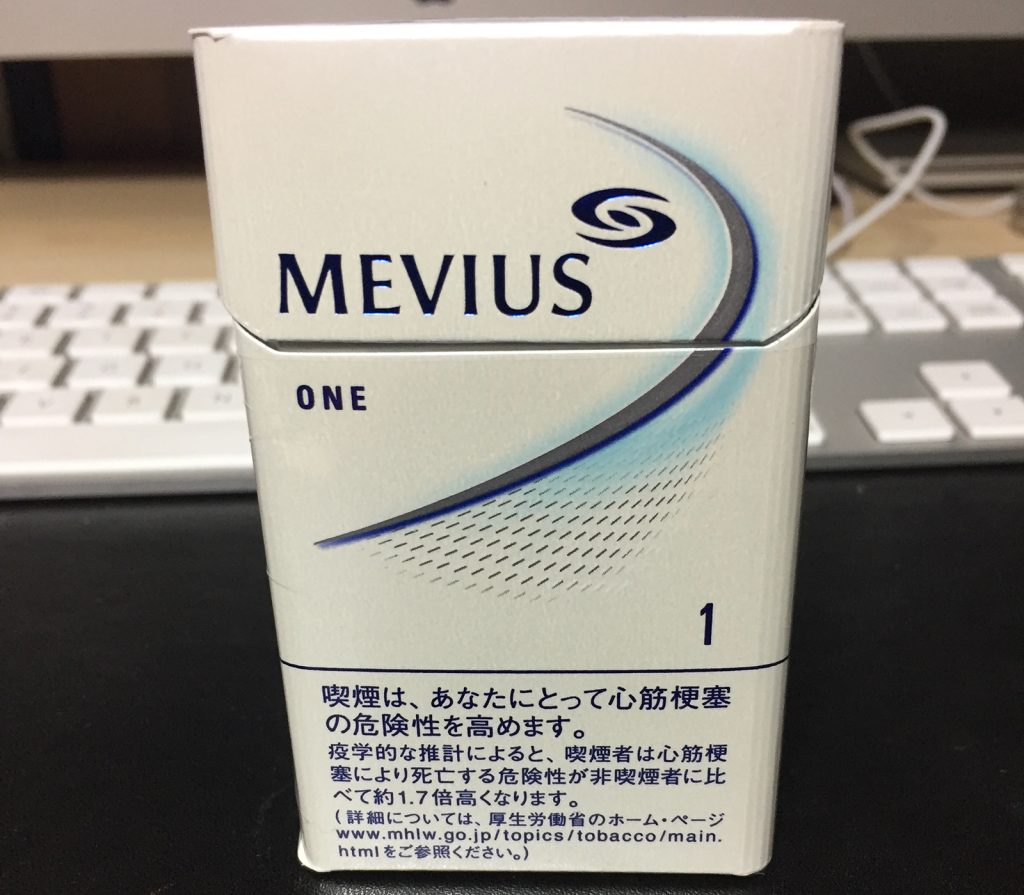 MEVIUS
ONE
1
喫煙は、あなたにとって心筋梗塞
の危険性を高めます。
疫学的な推計によると、喫煙者は心筋梗
塞により死亡する危険性が非喫煙者に比
べて約1.7倍高くなります。
(詳細については、厚生労働省のホーム・ページ
www.mhlw.go.jp/topics/tobacco/main.
htmlをご参照ください。)